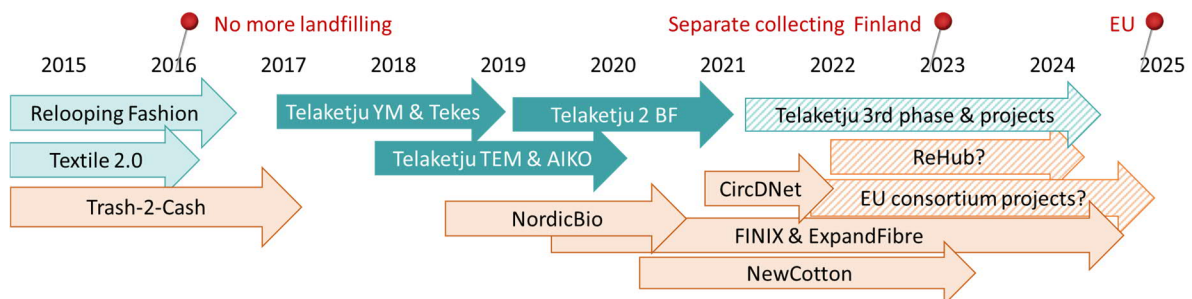 No more landfilling
Separate collecting Finland
EU
2015 2016 2017 2018 2019 2020 2021 2022 2023 2024 2025
Relooping Fashion
Telaketju YM & Tekes
Telaketju 2 BF
Telaketju 3rd phase & projects
Textile 2.0
Telaketju TEM & AIKO
ReHub?
Trash-2-Cash
CircDNet
EU consortium projects?
NordicBio
FINIX & ExpandFibre
NewCotton